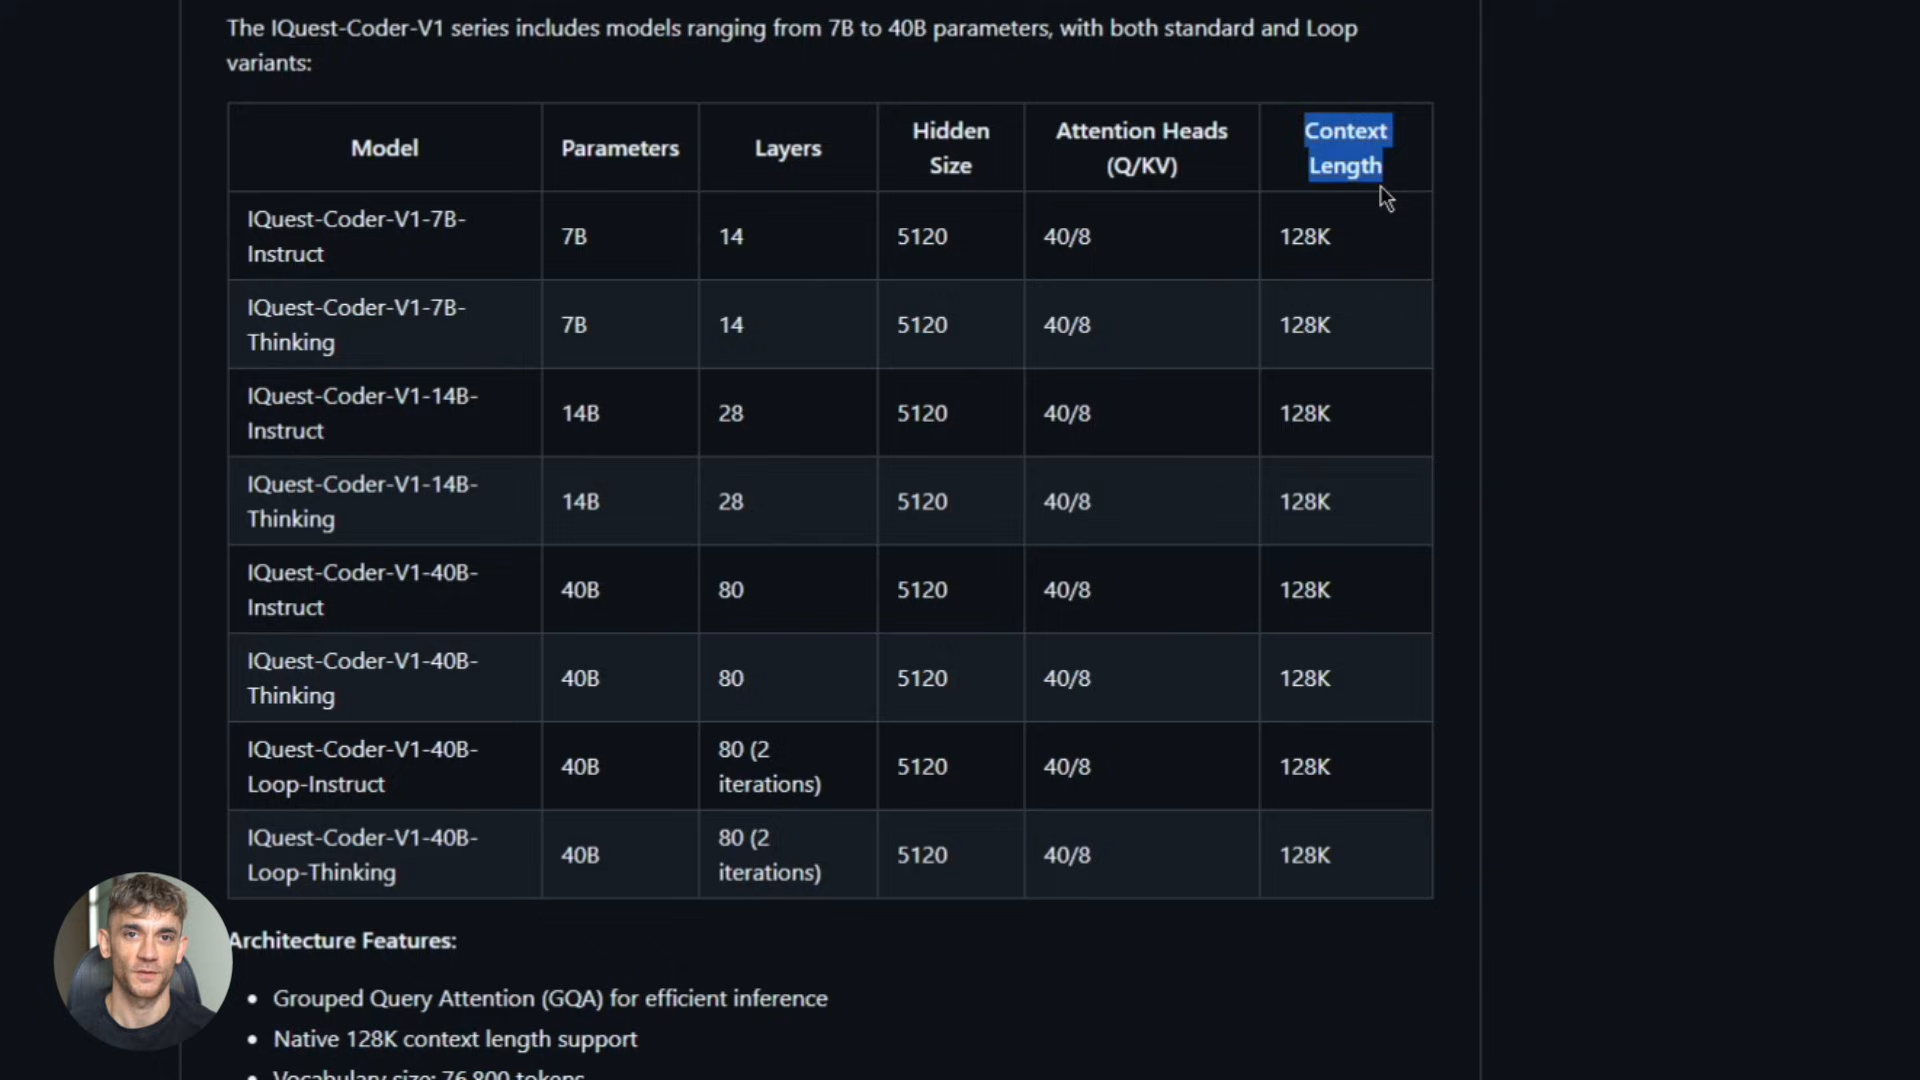 The IQuest-Coder-V1 series includes models ranging from 7B to 40B parameters, with both standard and Loop
variants:
Model Parameters Layers Hidden Size Attention Heads (Q/KV) Context Length
IQuest-Coder-V1-7B-Instruct 7B 14 5120 40/8 128K
IQuest-Coder-V1-7B-Thinking 7B 14 5120 40/8 128K
IQuest-Coder-V1-14B-Instruct 14B 28 5120 40/8 128K
IQuest-Coder-V1-14B-Thinking 14B 28 5120 40/8 128K
IQuest-Coder-V1-40B-Instruct 40B 80 5120 40/8 128K
IQuest-Coder-V1-40B-Thinking 40B 80 5120 40/8 128K
IQuest-Coder-V1-40B-Loop-Instruct 40B 80 (2 iterations) 5120 40/8 128K
IQuest-Coder-V1-40B-Loop-Thinking 40B 80 (2 iterations) 5120 40/8 128K
Architecture Features:
• Grouped Query Attention (GQA) for efficient inference
• Native 128K context length support
• Vocabulary size: 76,800 tokens